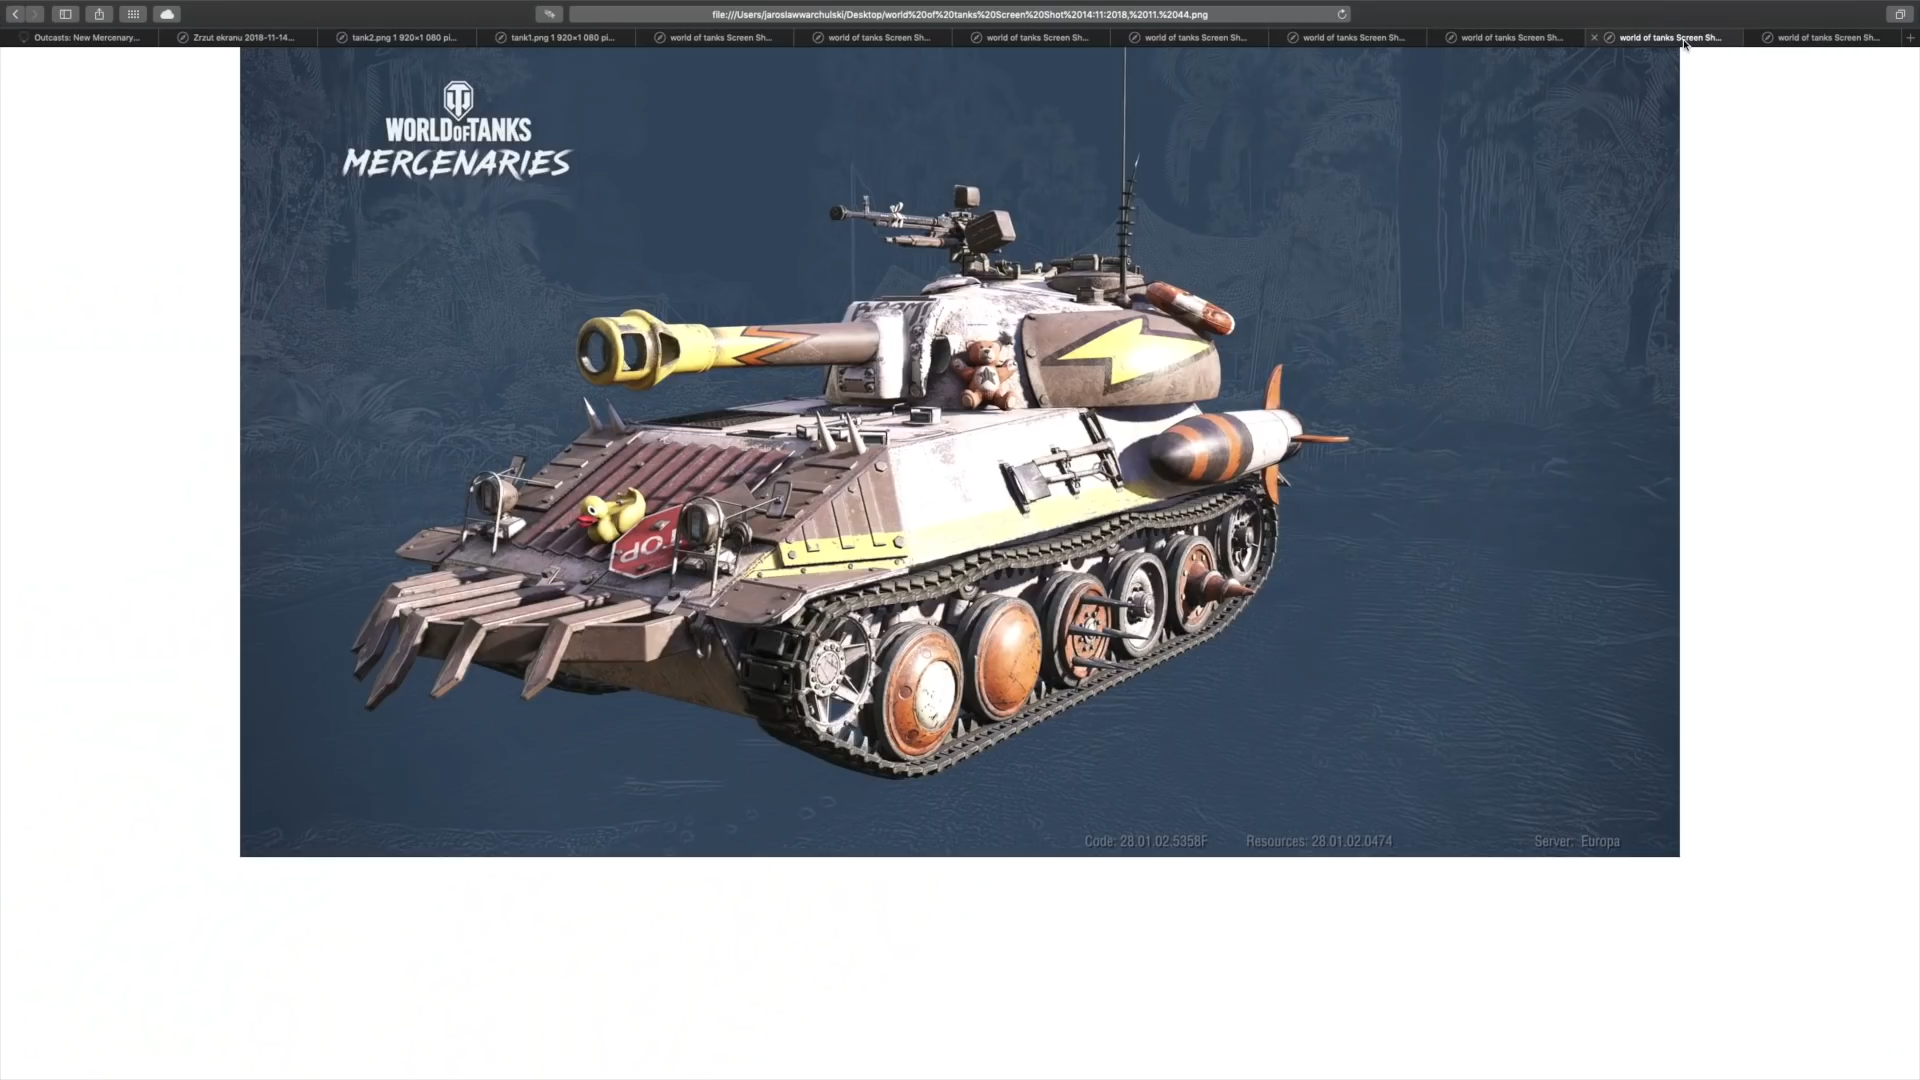 file:///Users/jaroslawwarchulski/Desktop/world%20of%20tanks%20Screen%20Shot%2014:11:2018,%2011.%2044.png
Outcasts: New Mercenary...
Zrzut ekranu 2018-11-14...
tank2.png 1 920×1 080 pi...
tank1.png 1 920×1 080 pi...
world of tanks Screen Sh...
world of tanks Screen Sh...
world of tanks Screen Sh...
world of tanks Screen Sh...
world of tanks Screen Sh...
world of tanks Screen Sh...
world of tanks Screen Sh...
world of tanks Screen Sh...
WORLD OF TANKS
MERCENARIES
TOP
Code: 28.01.02.5358F
Resources: 28.01.02.0474
Server: Europa